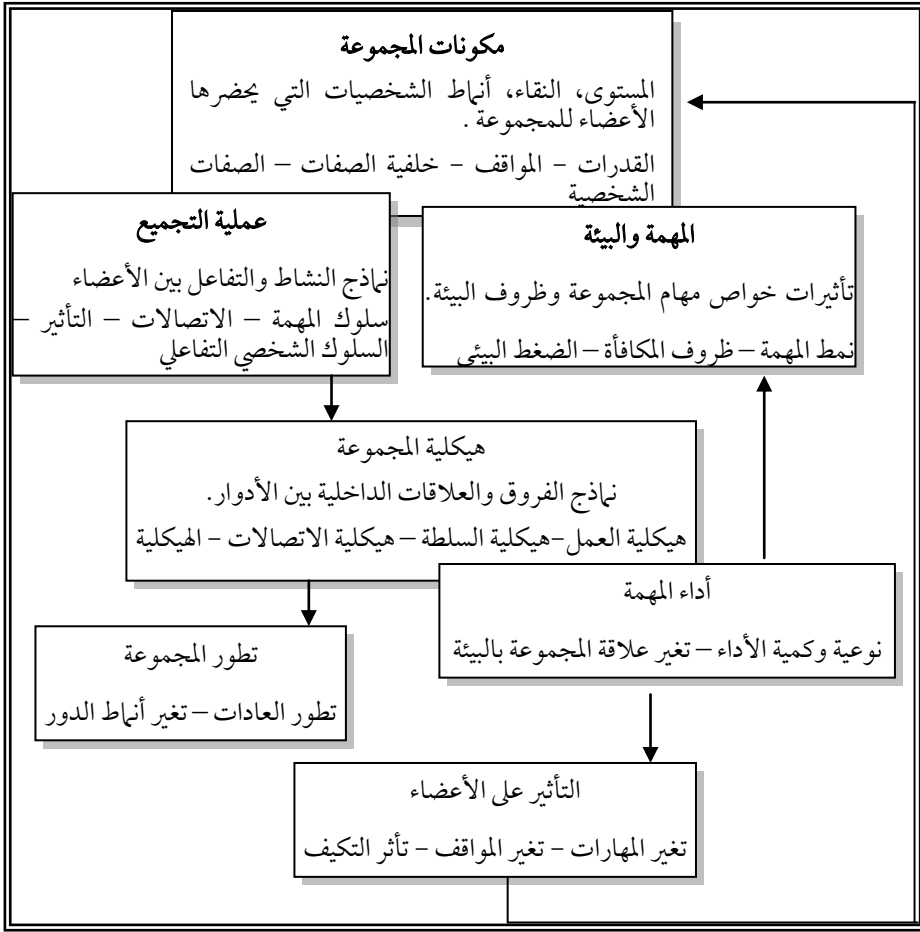 مكونات المجموعة
المستوى، النقاء، أنماط الشخصيات التي يحضرها
الأعضاء للمجموعة .
القدرات – المواقف – خلفية الصفات – الصفات
الشخصية
المهمة والبيئة
تأثيرات خواص مهام المجموعة وظروف البيئة.
نمط المهمة – ظروف المكافأة – الضغط البيئي
عملية التجميع
نماذج النشاط والتفاعل بين الأعضاء
سلوك المهمة – الاتصالات – التأثير –
السلوك الشخصي التفاعلي
هيكلية المجموعة
نماذج الفروق والعلاقات الداخلية بين الأدوار.
هيكلية العمل–هيكلية السلطة – هيكلية الاتصالات – الهيكلية
أداء المهمة
نوعية وكمية الأداء – تغير علاقة المجموعة بالبيئة
تطور المجموعة
تطور العادات – تغير أنماط الدور
التأثير على الأعضاء
تغير المهارات – تغير المواقف – تأثر التكيف